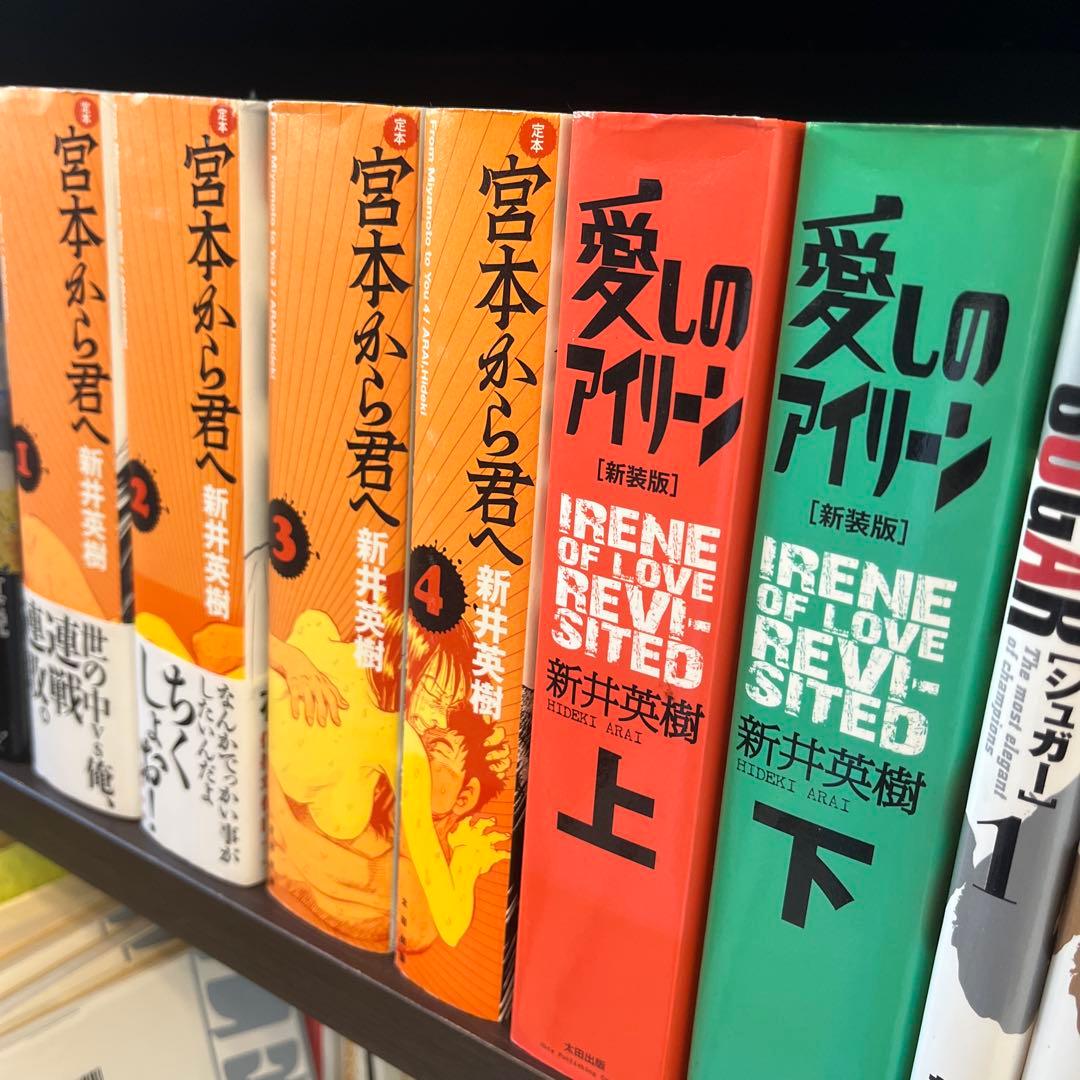 定本
宮本から君へ
1
新井英樹
世の中vs俺、
連戦
連敗。
定本
宮本から君へ
2
新井英樹
なんかでっかい事が
したいんだよ
ちく
しょお!
定本
宮本から君へ
From Miyamoto to You 3 / ARAI,Hideki
3
新井英樹
定本
宮本から君へ
From Miyamoto to You 4 / ARAI,Hideki
4
新井英樹
愛しの
アイリーン
[新装版]
IRENE
OF LOVE
REVI-
SITED
新井英樹
HIDEKI ARAI
上
太田出版
愛しの
アイリーン
[新装版]
IRENE
OF LOVE
REVI-
SITED
新井英樹
HIDEKI ARAI
下
SUGAR
[シュガー]
The most elegant
of champions
1